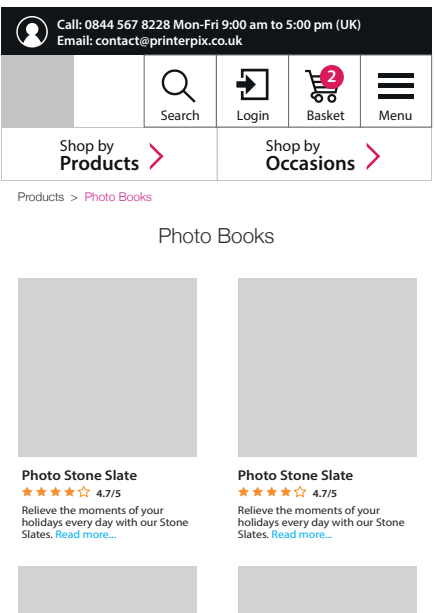 Call: 0844 567 8228 Mon-Fri 9:00 am to 5:00 pm (UK)
Email: contact@printerpix.co.uk
2
Search
Login
Basket
Menu
Shop by
Products
Shop by
Occasions
Products > Photo Books
Photo Books
Photo Stone Slate
4.7/5
Relieve the moments of your
holidays every day with our Stone
Slates. Read more...
Photo Stone Slate
4.7/5
Relieve the moments of your
holidays every day with our Stone
Slates. Read more...